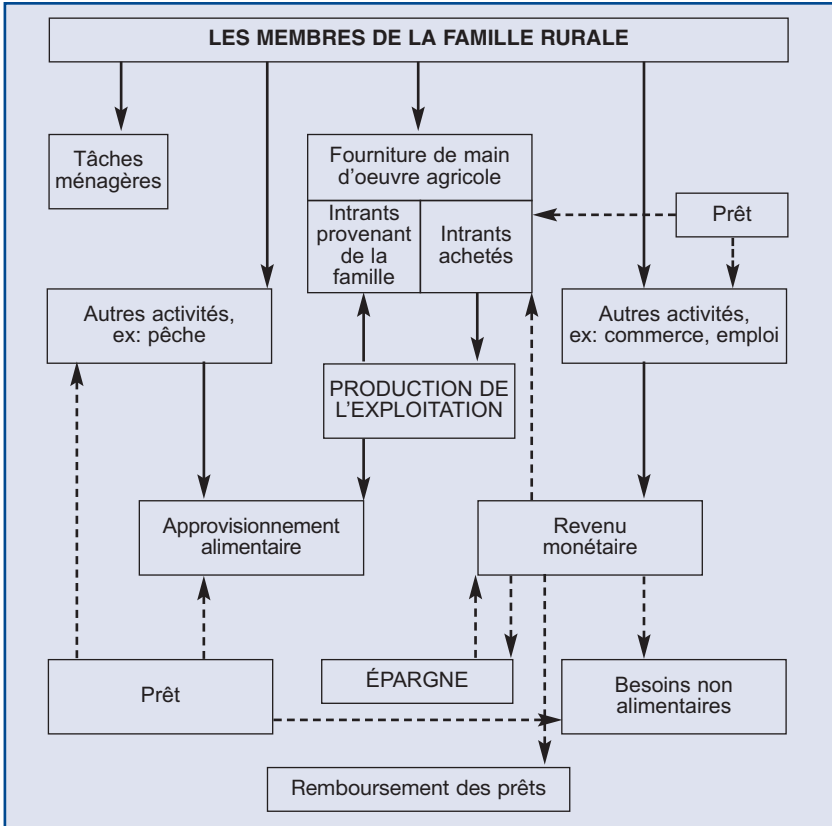 LES MEMBRES DE LA FAMILLE RURALE
Tâches
ménagères
Fourniture de main
d'oeuvre agricole
Intrants
provenant
de la
famille
Intrants
achetés
Prêt
Autres activités,
ex: pêche
Autres activités,
ex: commerce, emploi
PRODUCTION DE
L'EXPLOITATION
Approvisionnement
alimentaire
Revenu
monétaire
Prêt
ÉPARGNE
Besoins non
alimentaires
Remboursement des prêts